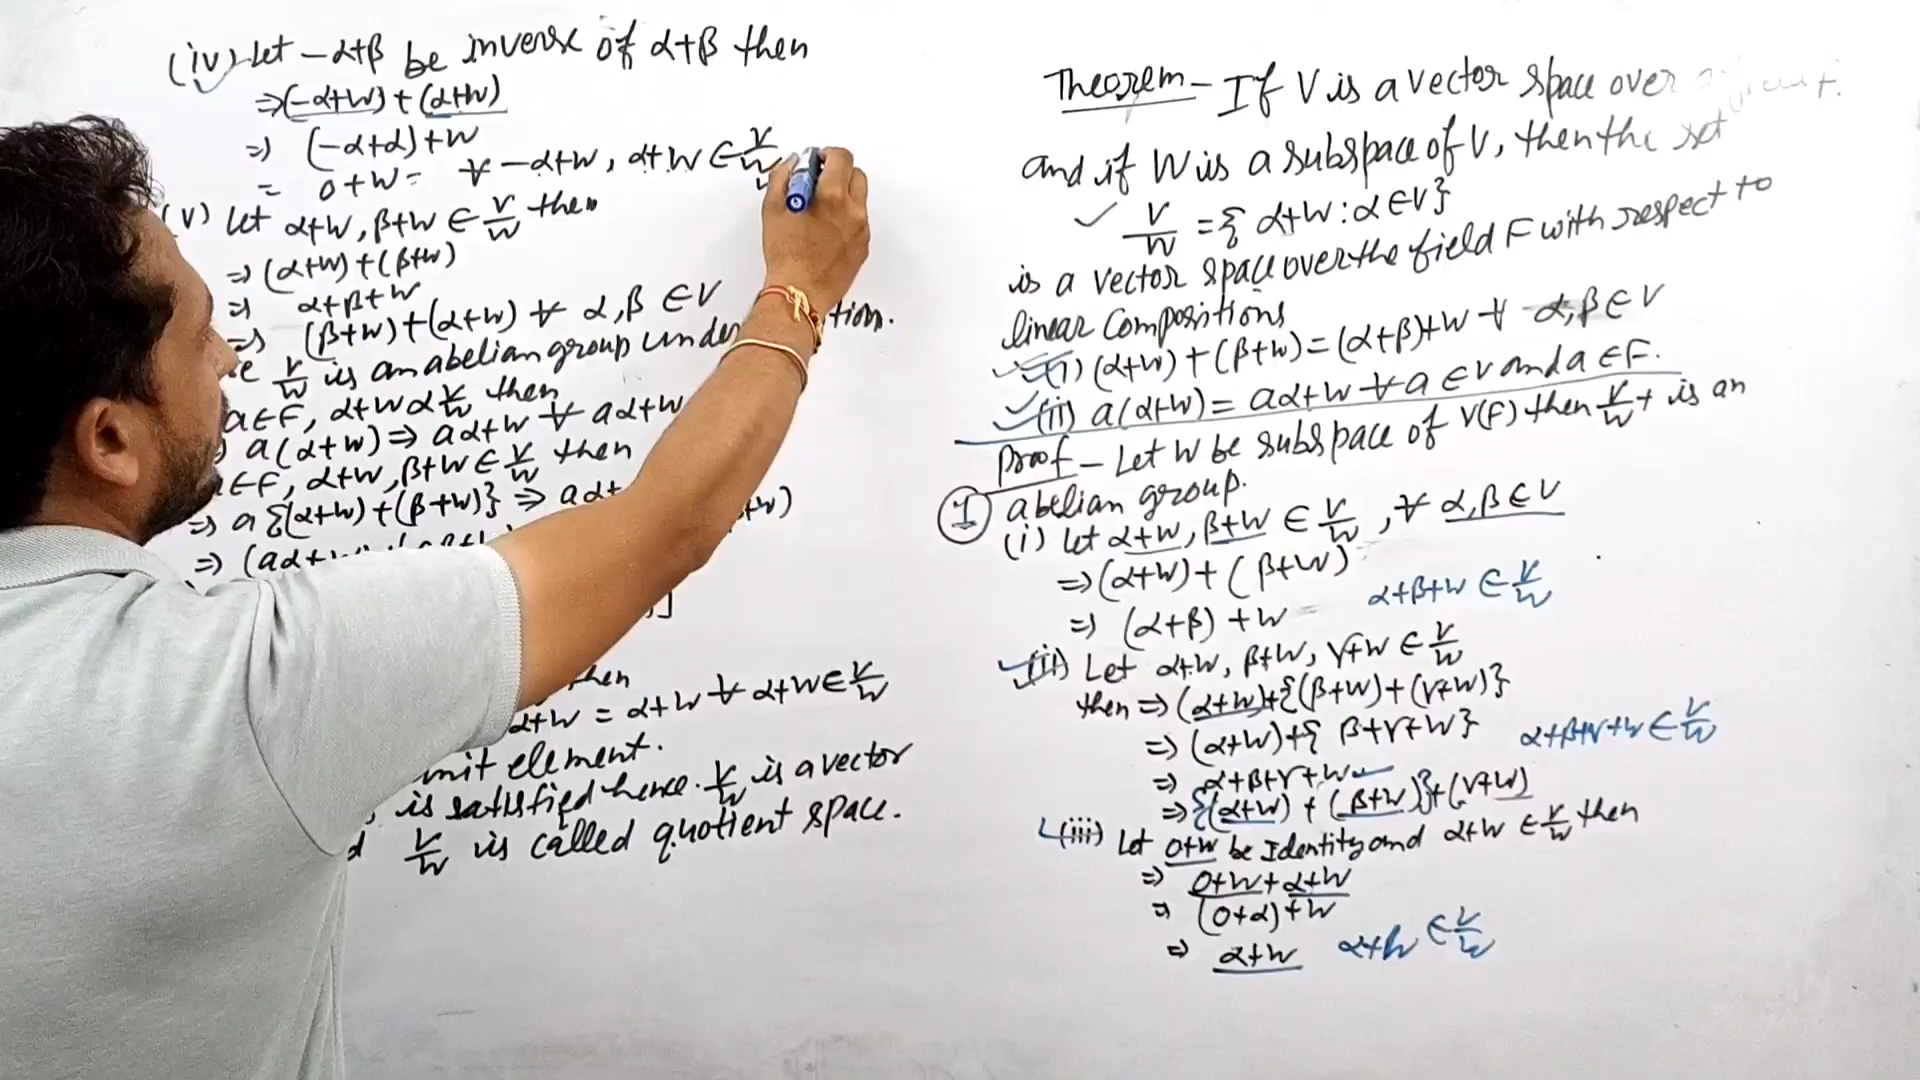 (iv) Let -α+β be inverse of α+β then
⇒(-α+W) + (α+W)
⇒ (-α+α)+W
= 0+W= ∀ -α+W, α+W ∈ V/W
(v) Let α+W, β+W ∈ V/W then
⇒ (α+W)+(β+W)
⇒ α+β+W
⇒ (β+W)+(α+W) ∀ α,β ∈ V
V/W is an abelian group under
a∈F, α+W α V/W then
a(α+W) ⇒ aα+W ∀ aα+W
∈F, α+W, β+W ∈ V/W then
⇒ a{(α+W)+(β+W)} ⇒
⇒ (aα+
then
α+W = α+W ∀ α+W∈ V/W
element.
is satisfied hence. V/W is a vector
V/W is called quotient space.
Theorem - If V is a vector space over F.
and if W is a subspace of V, then the set
V/W = { α+W : α∈V}
is a vector space over the field F with respect to
linear compositions
(i) (α+W)+(β+W)=(α+β)+W ∀ α,β ∈ V
(ii) a(α+W) = aα+W ∀ a ∈ V and a ∈ F.
Proof - Let W be subspace of V(F) then V/W + is an
① abelian group.
(i) Let α+W, β+W ∈ V/W , ∀ α,β ∈ V
⇒ (α+W)+(β+W)
⇒ (α+β)+W α+β+W ∈ V/W
(ii) Let α+W, β+W, γ+W ∈ V/W
then ⇒ (α+W)+{(β+W)+(γ+W)}
⇒ (α+W)+{ β+γ+W} α+β+γ+W ∈ V/W
⇒ α+β+γ+W
⇒ {(α+W) + (β+W)}+(γ+W)
(iii) Let 0+W be Identity and α+W ∈ V/W then
⇒ 0+W+α+W
⇒ (0+α)+W
⇒ α+W α+W ∈ V/W